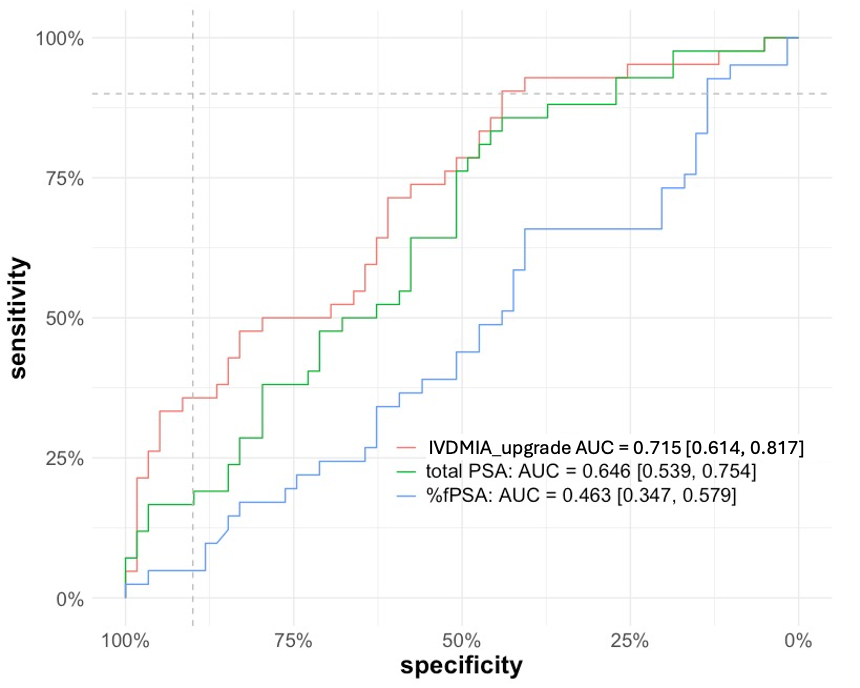 100%
75%
50%
25%
0%
sensitivity
IVDMIA_upgrade AUC = 0.715 [0.614, 0.817]
total PSA: AUC = 0.646 [0.539, 0.754]
%fPSA: AUC = 0.463 [0.347, 0.579]
100%
75%
50%
25%
0%
specificity